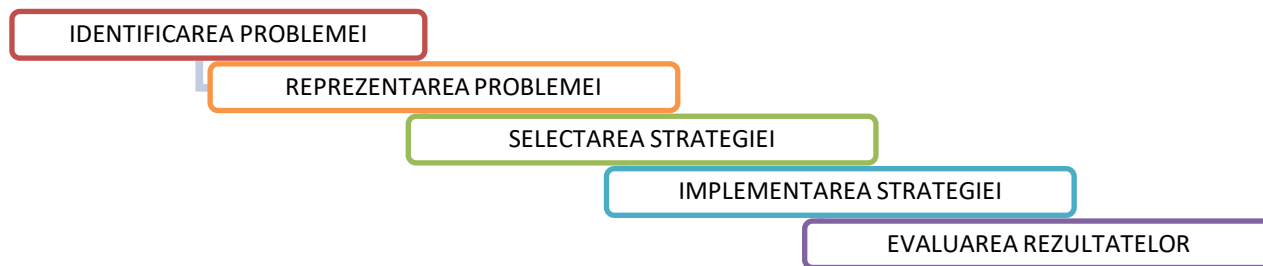 IDENTIFICAREA PROBLEMEI
REPREZENTAREA PROBLEMEI
SELECTAREA STRATEGIEI
IMPLEMENTAREA STRATEGIEI
EVALUAREA REZULTATELOR